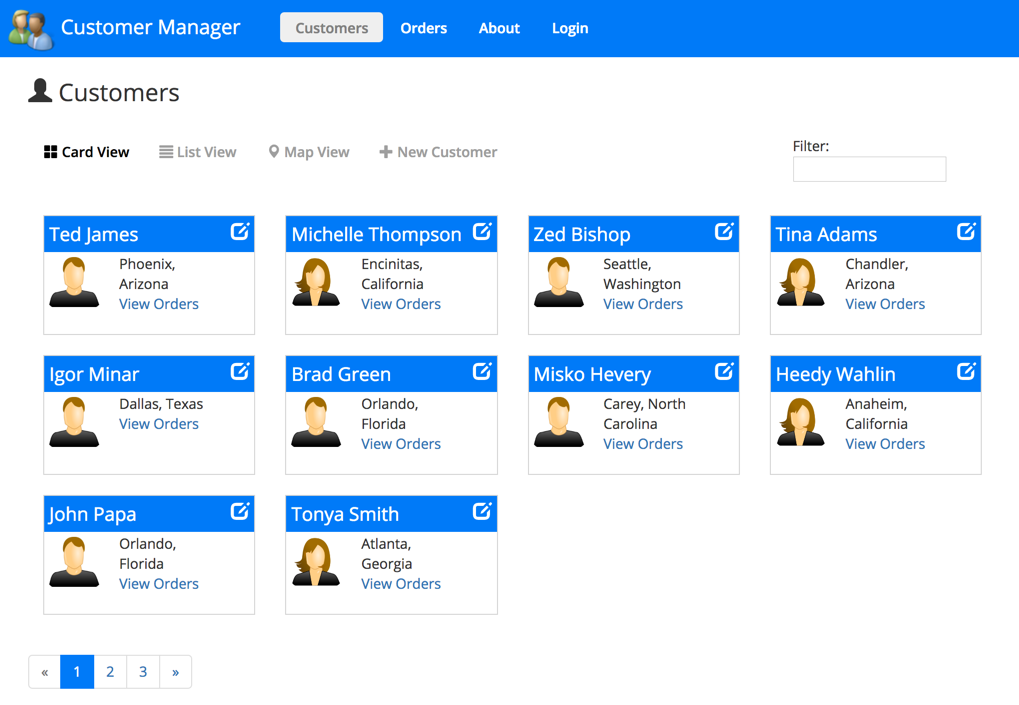 Customer Manager Customers Orders About Login
Customers
Card View List View Map View New Customer
Filter:
Ted James
Phoenix,
Arizona
View Orders
Michelle Thompson
Encinitas,
California
View Orders
Zed Bishop
Seattle,
Washington
View Orders
Tina Adams
Chandler,
Arizona
View Orders
Igor Minar
Dallas, Texas
View Orders
Brad Green
Orlando,
Florida
View Orders
Misko Hevery
Carey, North
Carolina
View Orders
Heedy Wahlin
Anaheim,
California
View Orders
John Papa
Orlando,
Florida
View Orders
Tonya Smith
Atlanta,
Georgia
View Orders
« 1 2 3 »